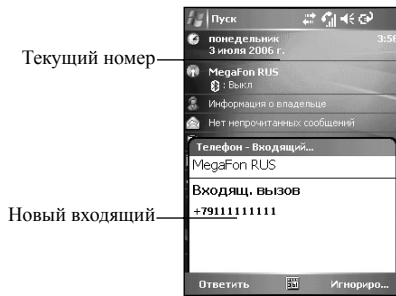 Пуск
понедельник 3:58
3 июля 2006 г.
Текущий номер
MegaFon RUS
: Выкл
Информация о владельце
Нет непрочитанных сообщений
Телефон - Входящий...
MegaFon RUS
Входящ. вызов
Новый входящий
+79111111111
Ответить Игнориро...